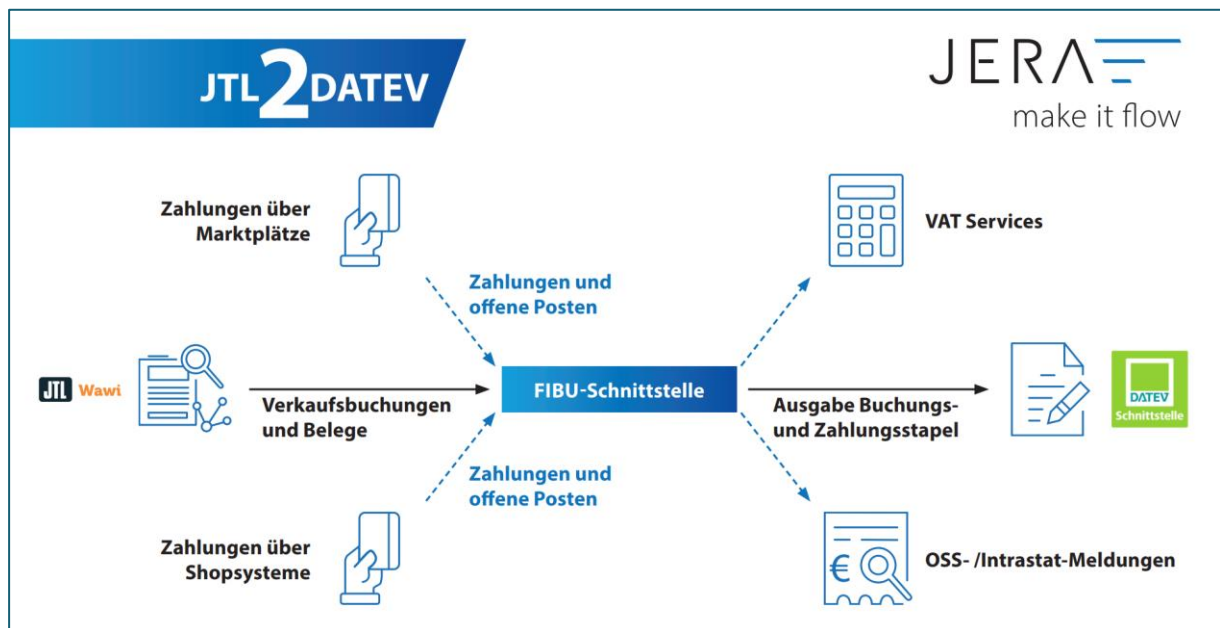 JTL2DATEV
JERA
make it flow
Zahlungen über
Marktplätze
VAT Services
Zahlungen und
offene Posten
JTL Wawi
Verkaufsbuchungen
und Belege
FIBU-Schnittstelle
Ausgabe Buchungs-
und Zahlungsstapel
DATEV
Schnittstelle
Zahlungen und
offene Posten
Zahlungen über
Shopsysteme
€
OSS- /Intrastat-Meldungen